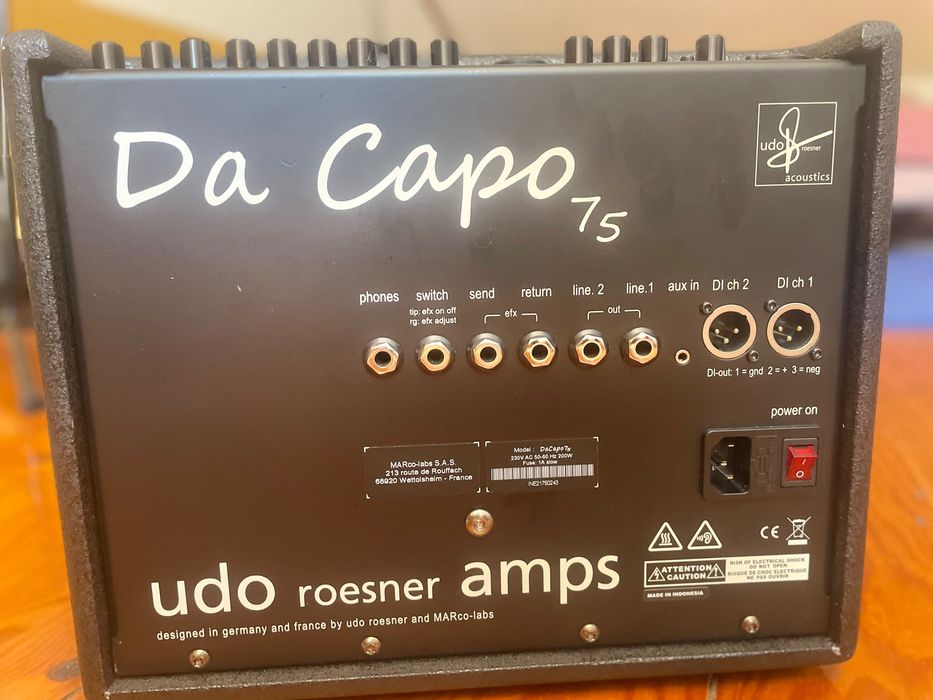 Da Capo 75
udo roesner
acoustics
phones switch send return line. 2 line.1 aux in DI ch 2 DI ch 1
tip: efx on off
rg: efx adjust
efx
out
DI-out: 1 = gnd 2 = + 3 = neg
power on
MARco-labs S.A.S.
213 route de Rouffach
68920 Wettolsheim - France
Model : DaCapo75
230V AC 50-60 Hz 200W
Fuse: 1A slow
INE21750243
CE
ATTENTION
CAUTION
RISK OF ELECTRICAL SHOCK
DO NOT OPEN
RISQUE DE CHOC ELECTRIQUE
NE PAS OUVRIR
MADE IN INDONESIA
udo roesner amps
designed in germany and france by udo roesner and MARco-labs